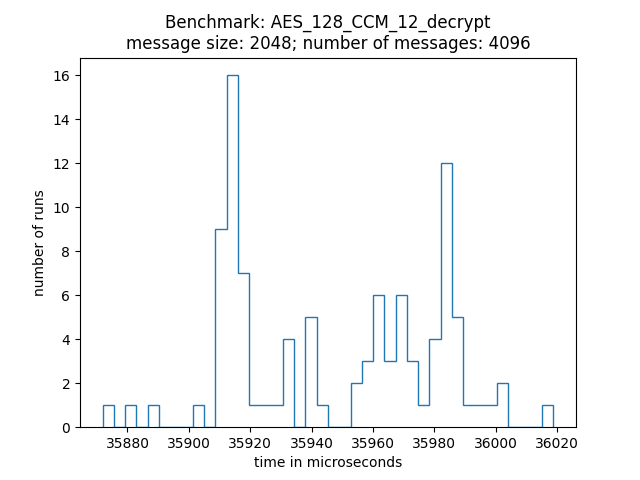 Benchmark: AES_128_CCM_12_decrypt
message size: 2048; number of messages: 4096
16
14
12
10
8
6
4
2
0
number of runs
35880 35900 35920 35940 35960 35980 36000 36020
time in microseconds